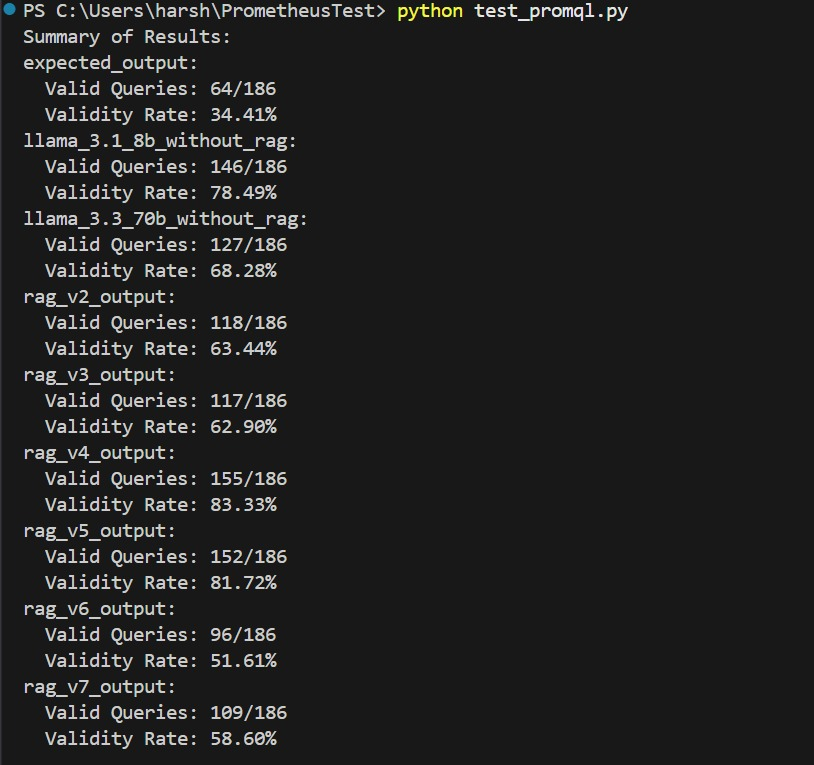 PS C:\Users\harsh\PrometheusTest> python test_promql.py
Summary of Results:
expected_output:
  Valid Queries: 64/186
  Validity Rate: 34.41%
llama_3.1_8b_without_rag:
  Valid Queries: 146/186
  Validity Rate: 78.49%
llama_3.3_70b_without_rag:
  Valid Queries: 127/186
  Validity Rate: 68.28%
rag_v2_output:
  Valid Queries: 118/186
  Validity Rate: 63.44%
rag_v3_output:
  Valid Queries: 117/186
  Validity Rate: 62.90%
rag_v4_output:
  Valid Queries: 155/186
  Validity Rate: 83.33%
rag_v5_output:
  Valid Queries: 152/186
  Validity Rate: 81.72%
rag_v6_output:
  Valid Queries: 96/186
  Validity Rate: 51.61%
rag_v7_output:
  Valid Queries: 109/186
  Validity Rate: 58.60%